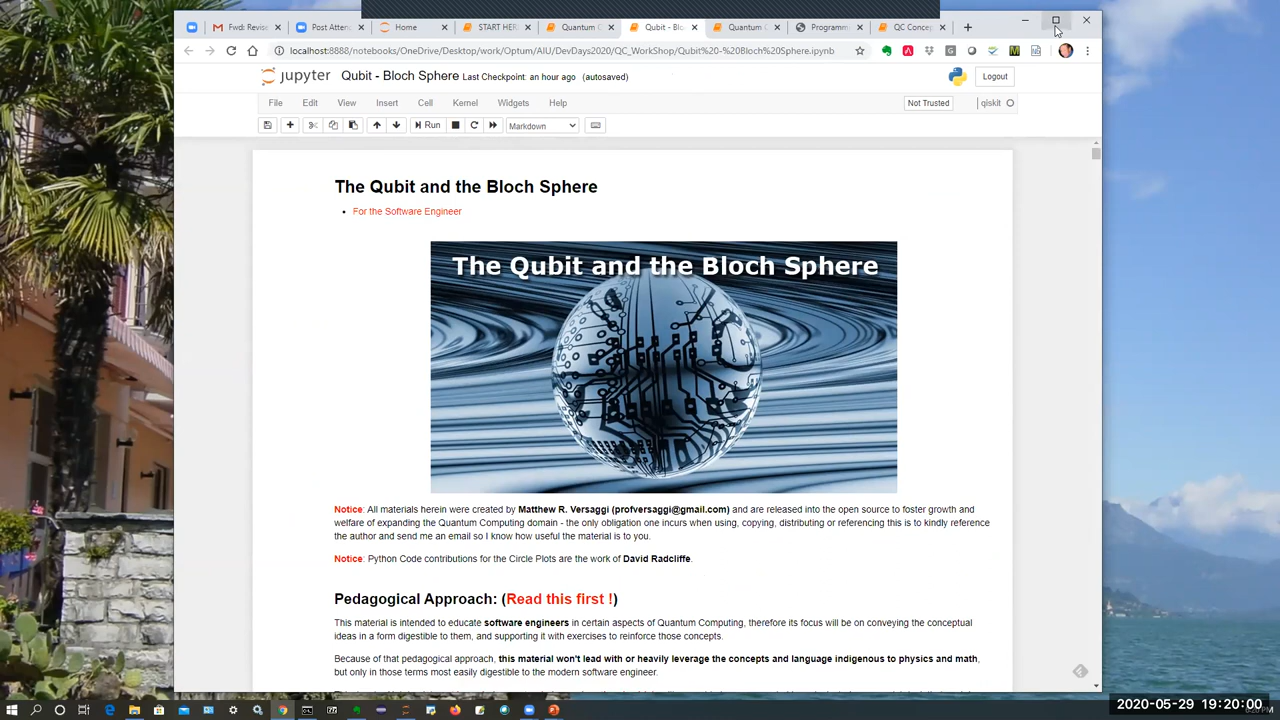 Fwd: Revise
Post Attend
Home
START HER
Quantum C
Qubit - Blo
Quantum C
Programmi
QC Concep
localhost:8888/notebooks/OneDrive/Desktop/work/Optum/AIU/DevDays2020/QC_WorkShop/Qubit%20-%20Bloch%20Sphere.ipynb
jupyter Qubit - Bloch Sphere Last Checkpoint: an hour ago (autosaved)
Logout
File Edit View Insert Cell Kernel Widgets Help
Not Trusted
qiskit
Run
Markdown
The Qubit and the Bloch Sphere
• For the Software Engineer
The Qubit and the Bloch Sphere
Notice: All materials herein were created by Matthew R. Versaggi (profversaggi@gmail.com) and are released into the open source to foster growth and
welfare of expanding the Quantum Computing domain - the only obligation one incurs when using, copying, distributing or referencing this is to kindly reference
the author and send me an email so I know how useful the material is to you.
Notice: Python Code contributions for the Circle Plots are the work of David Radcliffe.
Pedagogical Approach: (Read this first !)
This material is intended to educate software engineers in certain aspects of Quantum Computing, therefore its focus will be on conveying the conceptual
ideas in a form digestible to them, and supporting it with exercises to reinforce those concepts.
Because of that pedagogical approach, this material won't lead with or heavily leverage the concepts and language indigenous to physics and math,
but only in those terms most easily digestible to the modern software engineer.
2020-05-29 19:20:00